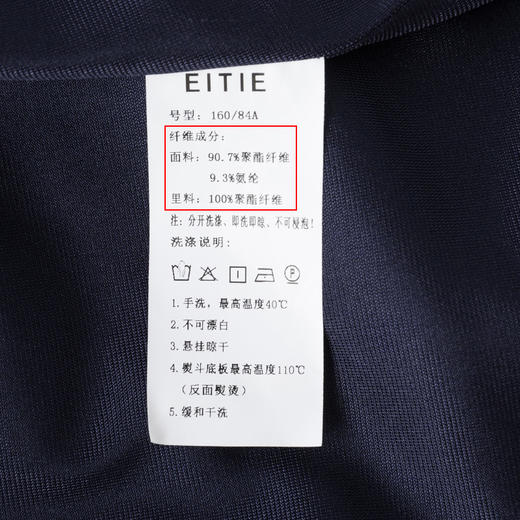 EITIE
号型: 160/84A
纤维成分:
面料: 90.7%聚酯纤维
9.3%氨纶
里料: 100%聚酯纤维
注: 分开洗涤、即洗即晾、不可浸泡!
洗涤说明:
P
1.手洗，最高温度40℃
2.不可漂白
3.悬挂晾干
4.熨斗底板最高温度110℃
（反面熨烫）
5.缓和干洗